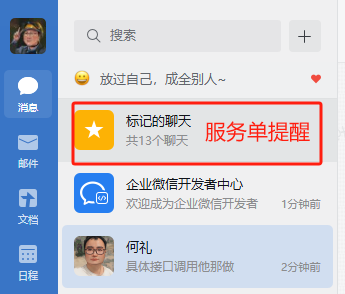 搜索
消息
放过自己，成全别人~
标记的聊天
共13个聊天
服务单提醒
邮件
企业微信开发者中心
欢迎成为企业微信开发者
1分钟前
文档
何礼
具体接口调用他那做
2分钟前
日程